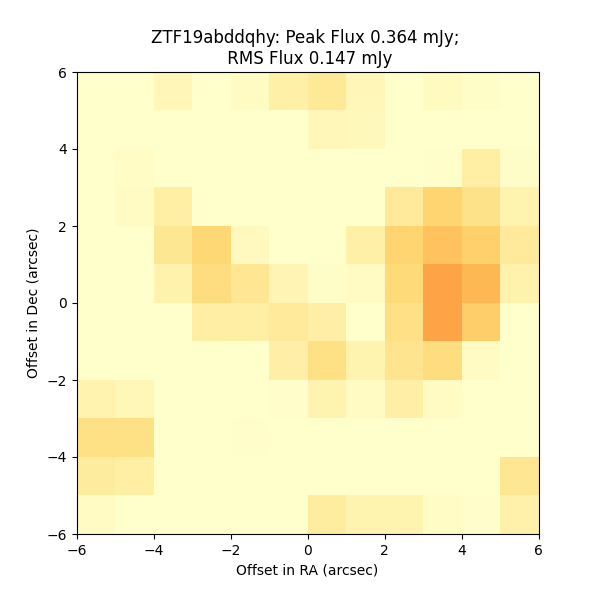 ZTF19abddqhy: Peak Flux 0.364 mJy;
RMS Flux 0.147 mJy
6
4
2
0
−2
−4
−6
Offset in Dec (arcsec)
−6 −4 −2 0 2 4 6
Offset in RA (arcsec)